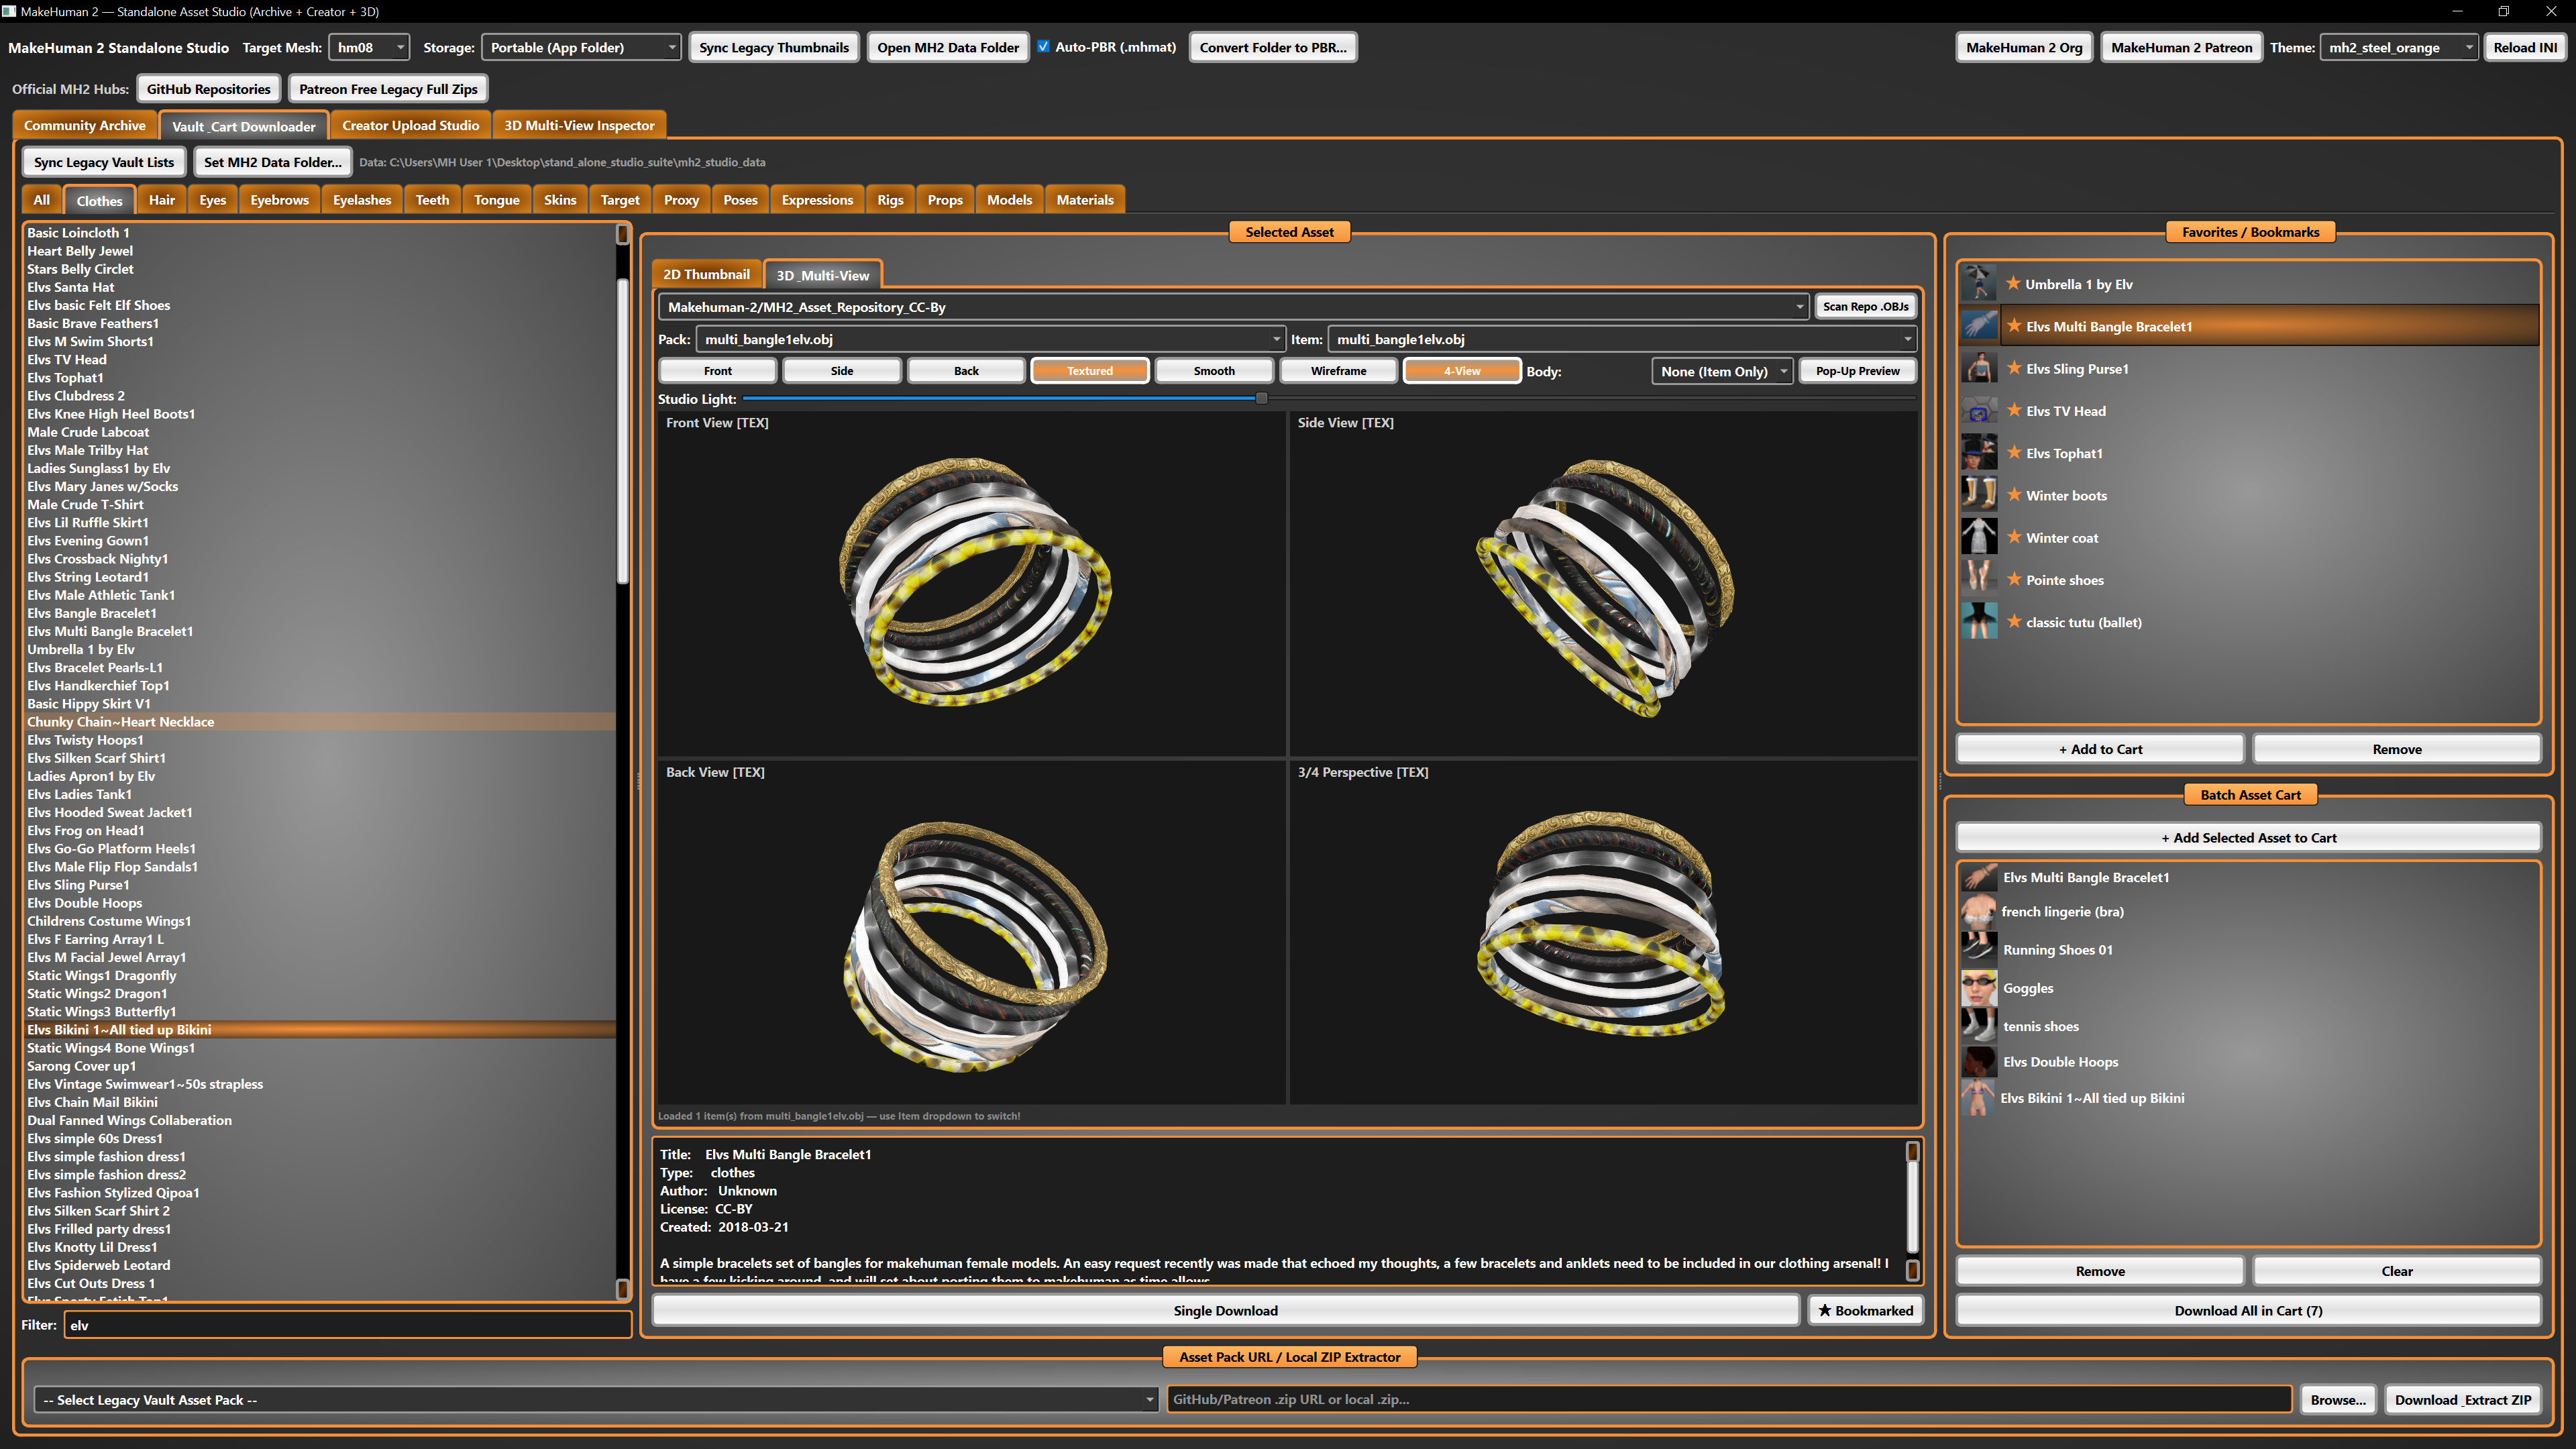 MakeHuman 2 — Standalone Asset Studio (Archive + Creator + 3D)
MakeHuman 2 Standalone Studio Target Mesh: hm08 Storage: Portable (App Folder) Sync Legacy Thumbnails Open MH2 Data Folder Auto-PBR (.mhmat) Convert Folder to PBR... MakeHuman 2 Org MakeHuman 2 Patreon Theme: mh2_steel_orange Reload INI
Official MH2 Hubs: GitHub Repositories Patreon Free Legacy Full Zips
Community Archive Vault_Cart Downloader Creator Upload Studio 3D Multi-View Inspector
Sync Legacy Vault Lists Set MH2 Data Folder... Data: C:\Users\MH User 1\Desktop\stand_alone_studio_suite\mh2_studio_data
All Clothes Hair Eyes Eyebrows Eyelashes Teeth Tongue Skins Target Proxy Poses Expressions Rigs Props Models Materials
Basic Loincloth 1
Heart Belly Jewel
Stars Belly Circlet
Elvs Santa Hat
Elvs basic Felt Elf Shoes
Basic Brave Feathers1
Elvs M Swim Shorts1
Elvs TV Head
Elvs Tophat1
Elvs Clubdress 2
Elvs Knee High Heel Boots1
Male Crude Labcoat
Elvs Male Trilby Hat
Ladies Sunglass1 by Elv
Elvs Mary Janes w/Socks
Male Crude T-Shirt
Elvs Lil Ruffle Skirt1
Elvs Evening Gown1
Elvs Crossback Nighty1
Elvs String Leotard1
Elvs Male Athletic Tank1
Elvs Bangle Bracelet1
Elvs Multi Bangle Bracelet1
Umbrella 1 by Elv
Elvs Bracelet Pearls-L1
Elvs Handkerchief Top1
Basic Hippy Skirt V1
Chunky Chain~Heart Necklace
Elvs Twisty Hoops1
Elvs Silken Scarf Shirt1
Ladies Apron1 by Elv
Elvs Ladies Tank1
Elvs Hooded Sweat Jacket1
Elvs Frog on Head1
Elvs Go-Go Platform Heels1
Elvs Male Flip Flop Sandals1
Elvs Sling Purse1
Elvs Double Hoops
Childrens Costume Wings1
Elvs F Earring Array1 L
Elvs M Facial Jewel Array1
Static Wings1 Dragonfly
Static Wings2 Dragon1
Static Wings3 Butterfly1
Elvs Bikini 1~All tied up Bikini
Static Wings4 Bone Wings1
Sarong Cover up1
Elvs Vintage Swimwear1~50s strapless
Elvs Chain Mail Bikini
Dual Fanned Wings Collaberation
Elvs simple 60s Dress1
Elvs simple fashion dress1
Elvs simple fashion dress2
Elvs Fashion Stylized Qipoa1
Elvs Silken Scarf Shirt 2
Elvs Frilled party dress1
Elvs Knotty Lil Dress1
Elvs Spiderweb Leotard
Elvs Cut Outs Dress 1
Elvs Sporty Fetish Top1
Filter: elv
Selected Asset
2D Thumbnail 3D_Multi-View
Makehuman-2/MH2_Asset_Repository_CC-By Scan Repo .OBJs
Pack: multi_bangle1elv.obj Item: multi_bangle1elv.obj
Front Side Back Textured Smooth Wireframe 4-View Body: None (Item Only) Pop-Up Preview
Studio Light:
Front View [TEX] Side View [TEX]
Back View [TEX] 3/4 Perspective [TEX]
Loaded 1 item(s) from multi_bangle1elv.obj — use Item dropdown to switch!
Title: Elvs Multi Bangle Bracelet1
Type: clothes
Author: Unknown
License: CC-BY
Created: 2018-03-21
A simple bracelets set of bangles for makehuman female models. An easy request recently was made that echoed my thoughts, a few bracelets and anklets need to be included in our clothing arsenal! I
have a few kicking around, and will set about porting them to makehuman as time allows.
Single Download ★ Bookmarked
Favorites / Bookmarks
★ Umbrella 1 by Elv
★ Elvs Multi Bangle Bracelet1
★ Elvs Sling Purse1
★ Elvs TV Head
★ Elvs Tophat1
★ Winter boots
★ Winter coat
★ Pointe shoes
★ classic tutu (ballet)
+ Add to Cart Remove
Batch Asset Cart
+ Add Selected Asset to Cart
Elvs Multi Bangle Bracelet1
french lingerie (bra)
Running Shoes 01
Goggles
tennis shoes
Elvs Double Hoops
Elvs Bikini 1~All tied up Bikini
Remove Clear
Download All in Cart (7)
Asset Pack URL / Local ZIP Extractor
-- Select Legacy Vault Asset Pack -- GitHub/Patreon .zip URL or local .zip... Browse... Download_Extract ZIP